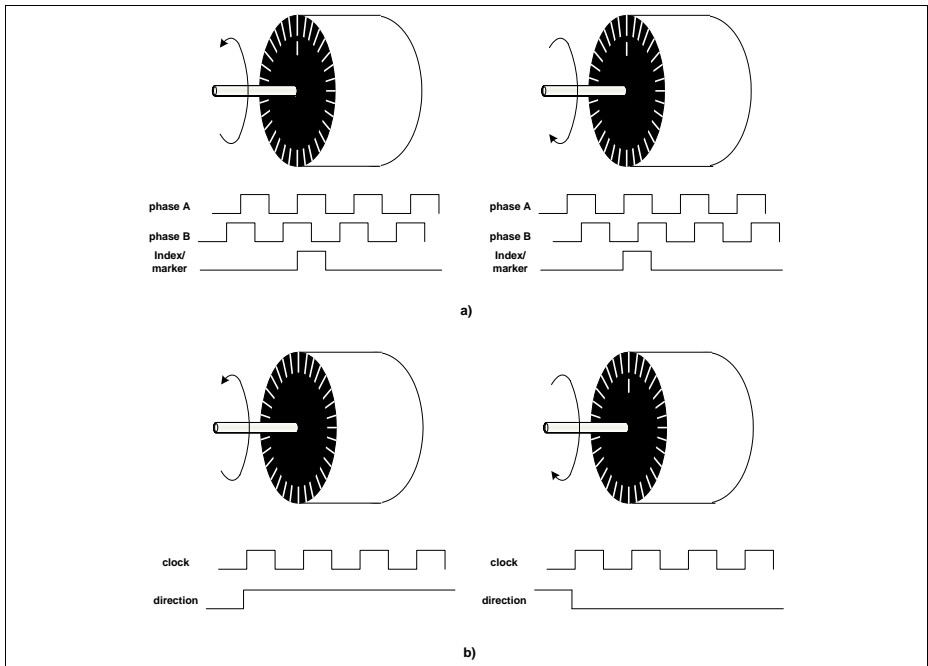 phase A
phase B
Index/
marker
phase A
phase B
Index/
marker
a)
clock
direction
clock
direction
b)